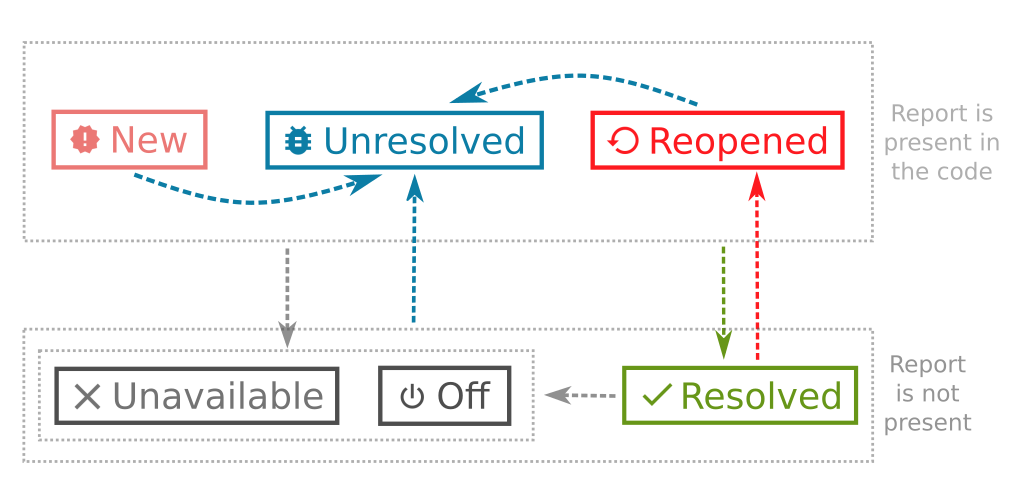 New
Unresolved
Reopened
Report is
present in
the code
Unavailable
Off
Resolved
Report
is not
present